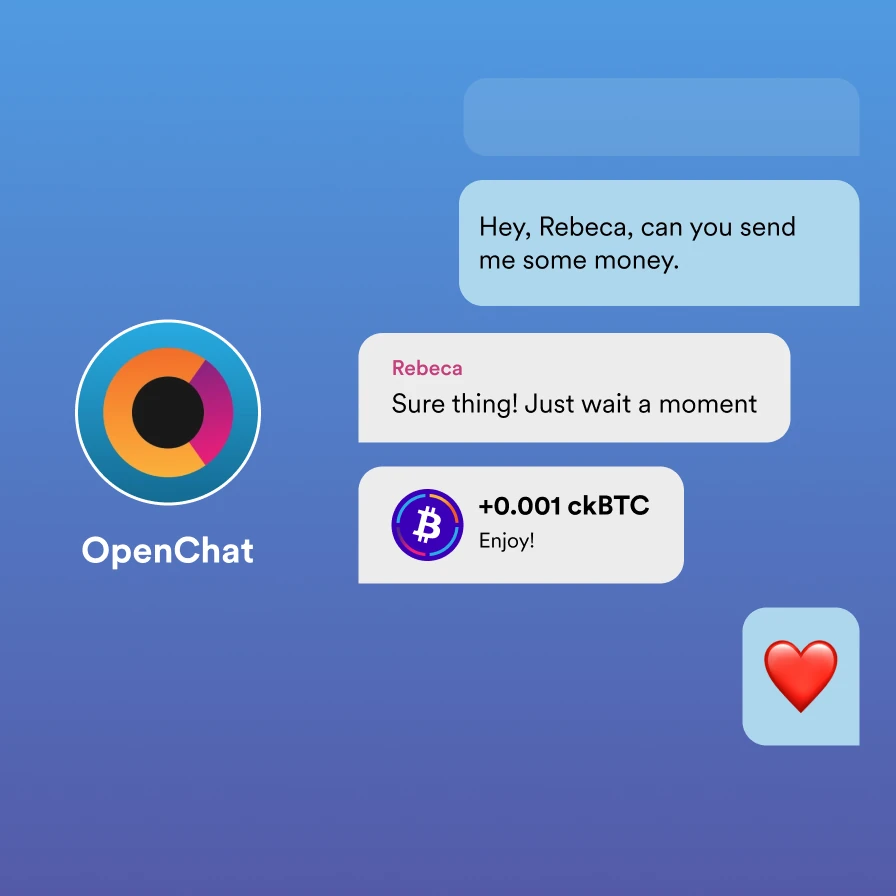 Hey, Rebeca, can you send
me some money.
Rebeca
Sure thing! Just wait a moment
+0.001 ckBTC
Enjoy!
OpenChat